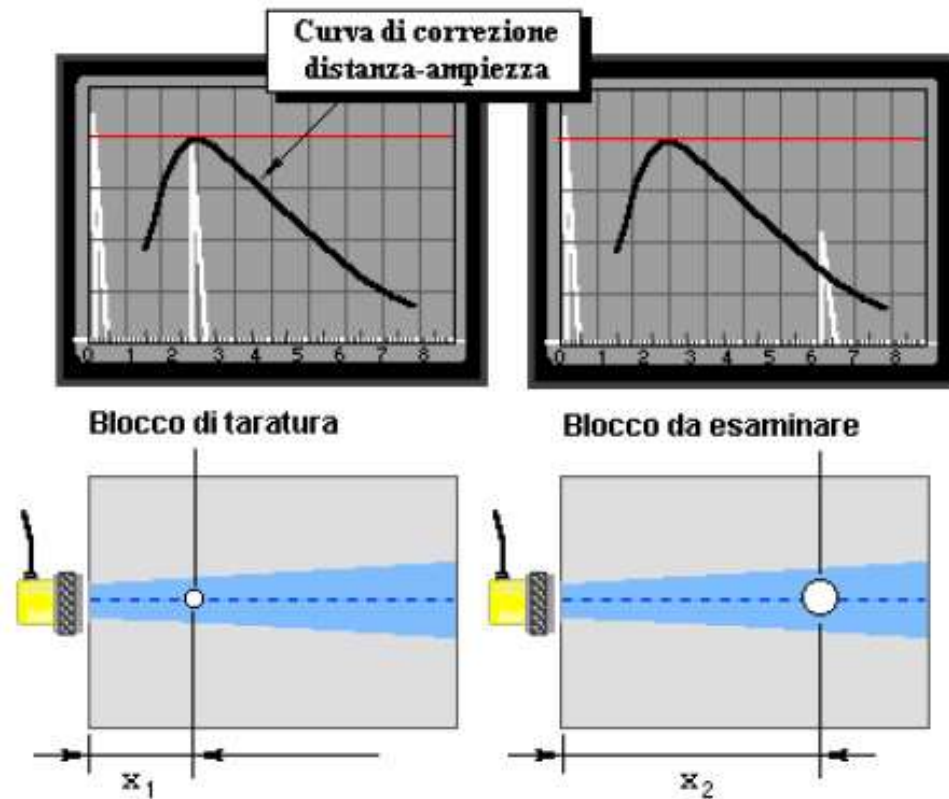 Curva di correzione
distanza-ampiezza
0 1 2 3 4 5 6 7 8
0 1 2 3 4 5 6 7 8
Blocco di taratura
Blocco da esaminare
x1
x2